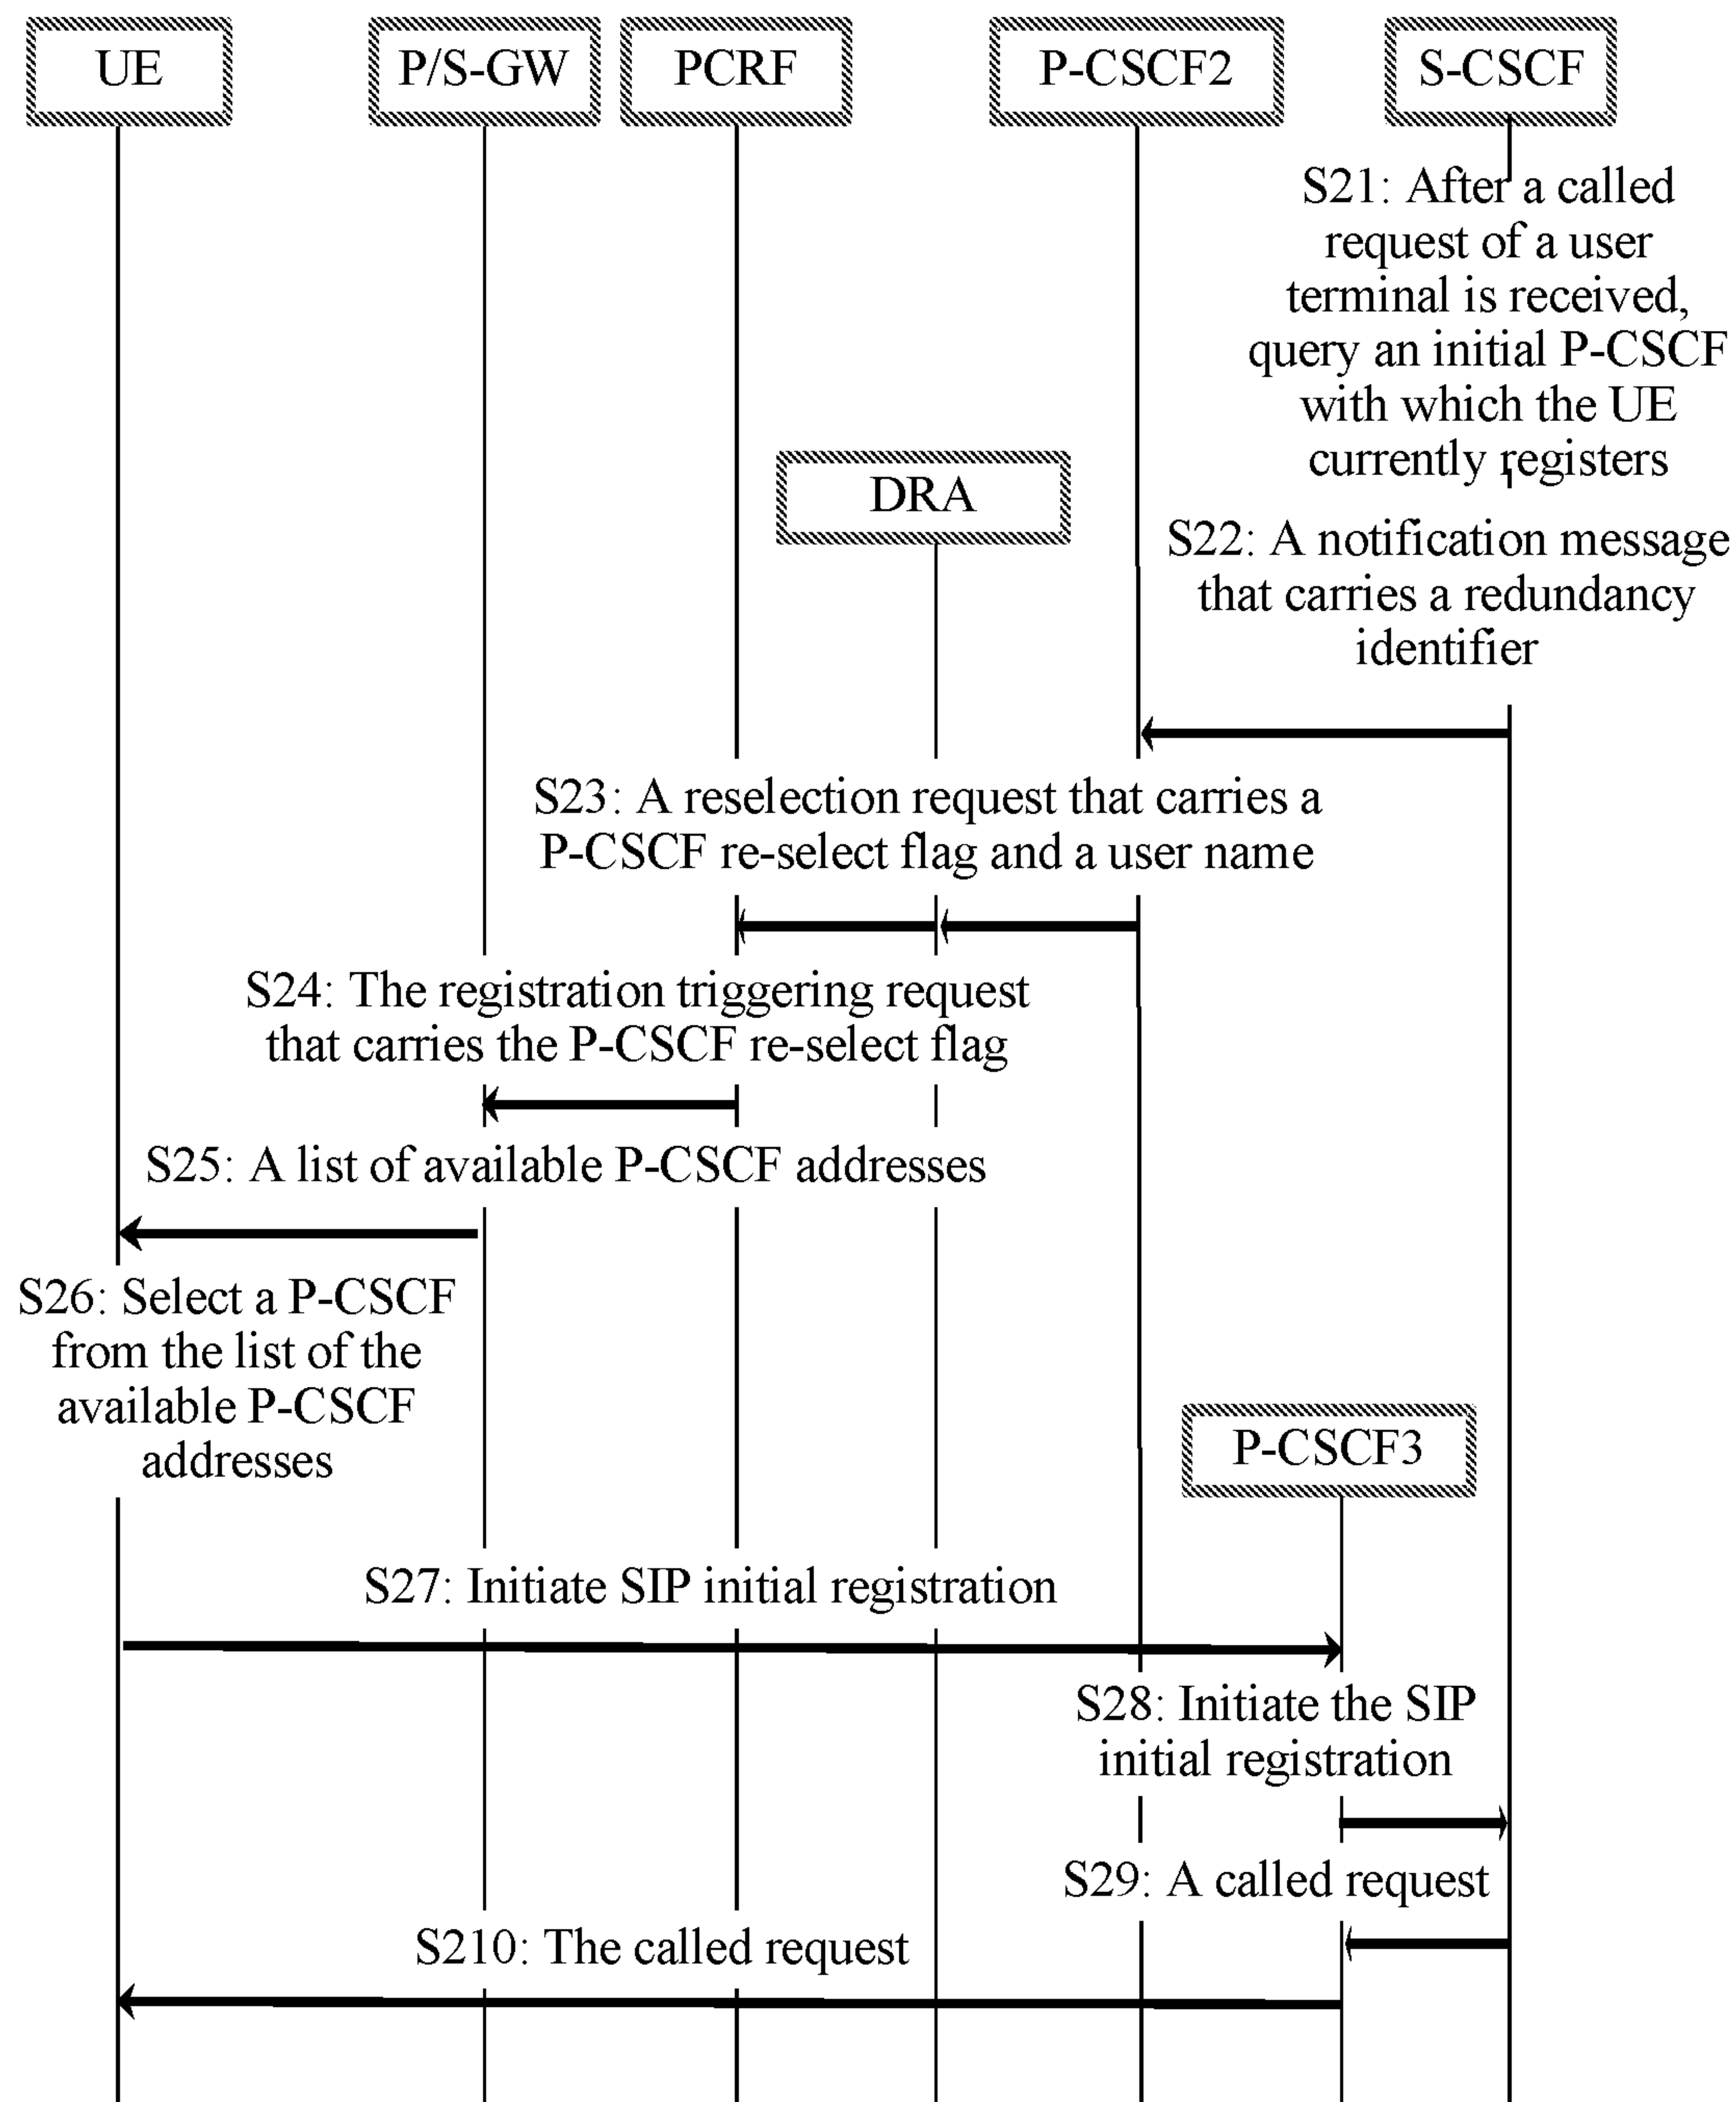 UE
P/S-GW
PCRF
P-CSCF2
S-CSCF
S21: After a called
request of a user
terminal is received,
query an initial P-CSCF
with which the UE
currently registers
DRA
S22: A notification message
that carries a redundancy
identifier
S23: A reselection request that carries a
P-CSCF re-select flag and a user name
S24: The registration triggering request
that carries the P-CSCF re-select flag
S25: A list of available P-CSCF addresses
S26: Select a P-CSCF
from the list of the
available P-CSCF
addresses
P-CSCF3
S27: Initiate SIP initial registration
S28: Initiate the SIP
initial registration
S29: A called request
S210: The called request